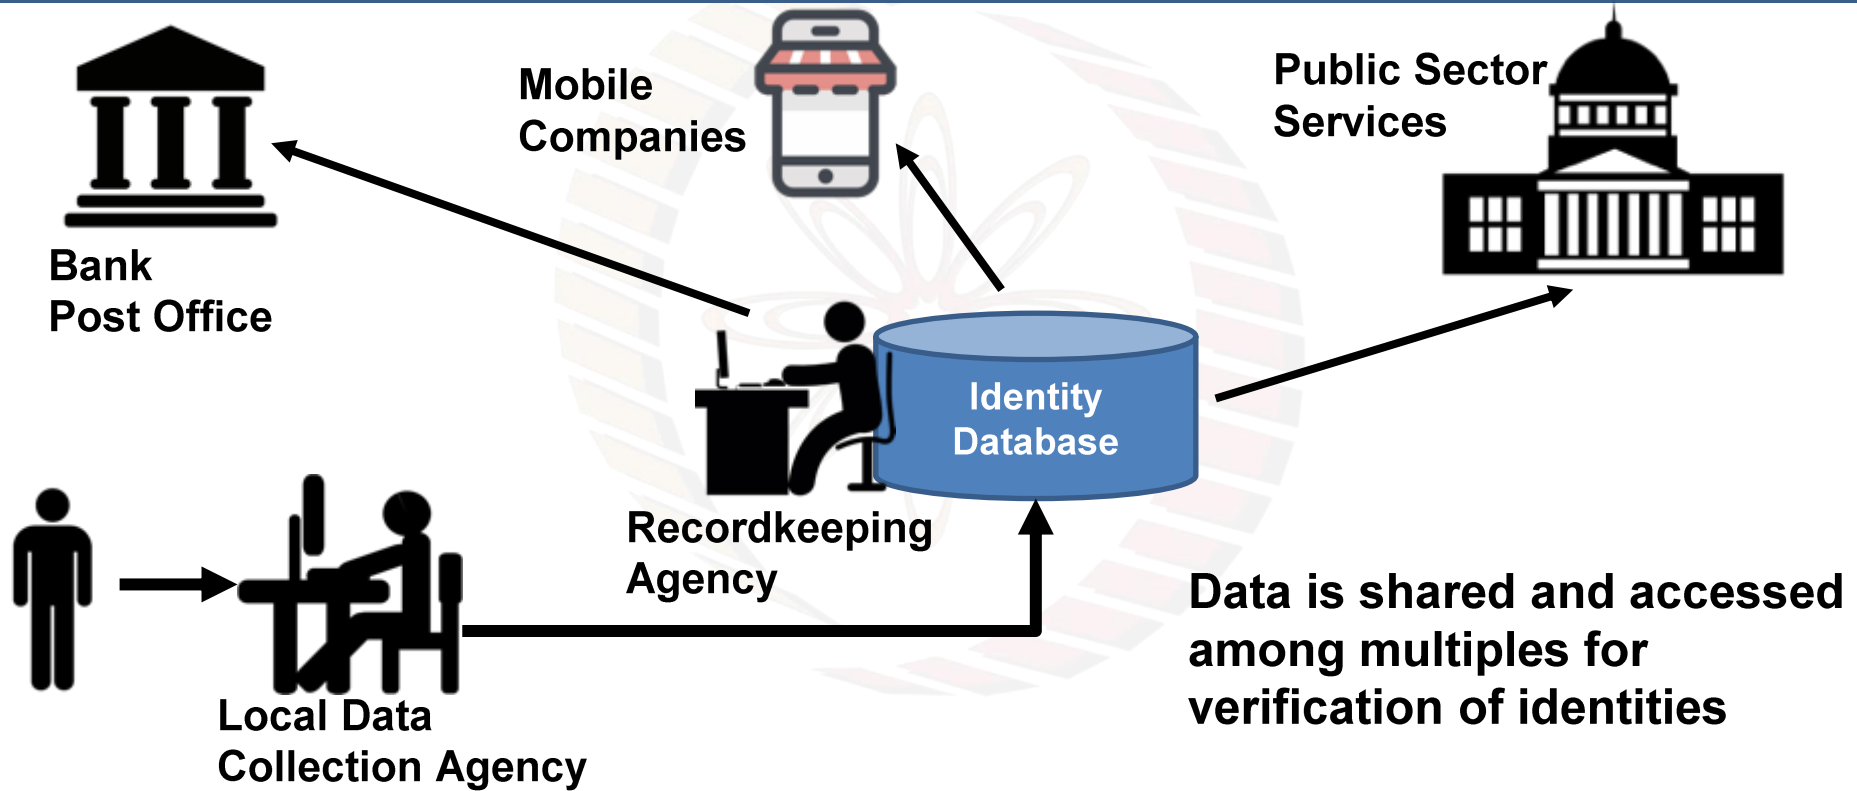 Mobile
Companies
Public Sector
Services
Bank
Post Office
Identity
Database
Recordkeeping
Agency
Local Data
Collection Agency
Data is shared and accessed
among multiples for
verification of identities